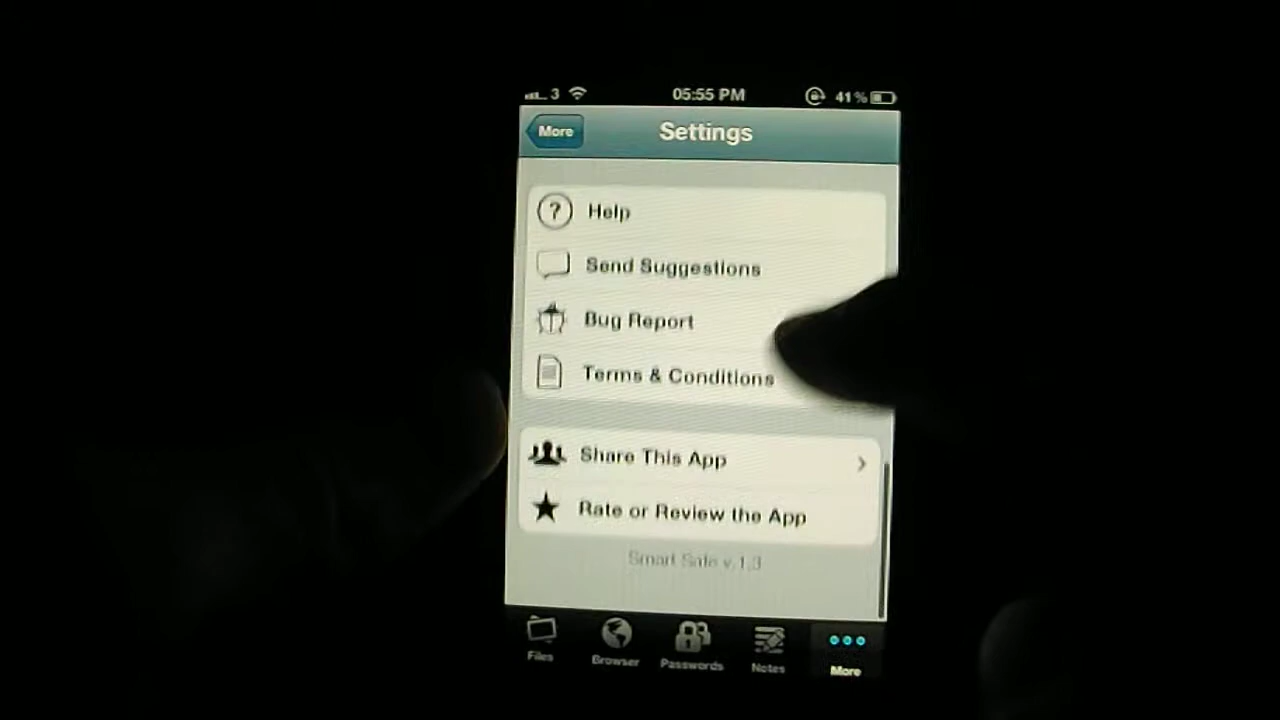 3 05:55 PM 41%
More Settings
Help
Send Suggestions
Bug Report
Terms & Conditions
Share This App
Rate or Review the App
Smart Safe v.1.3
Files Browser Passwords Notes More